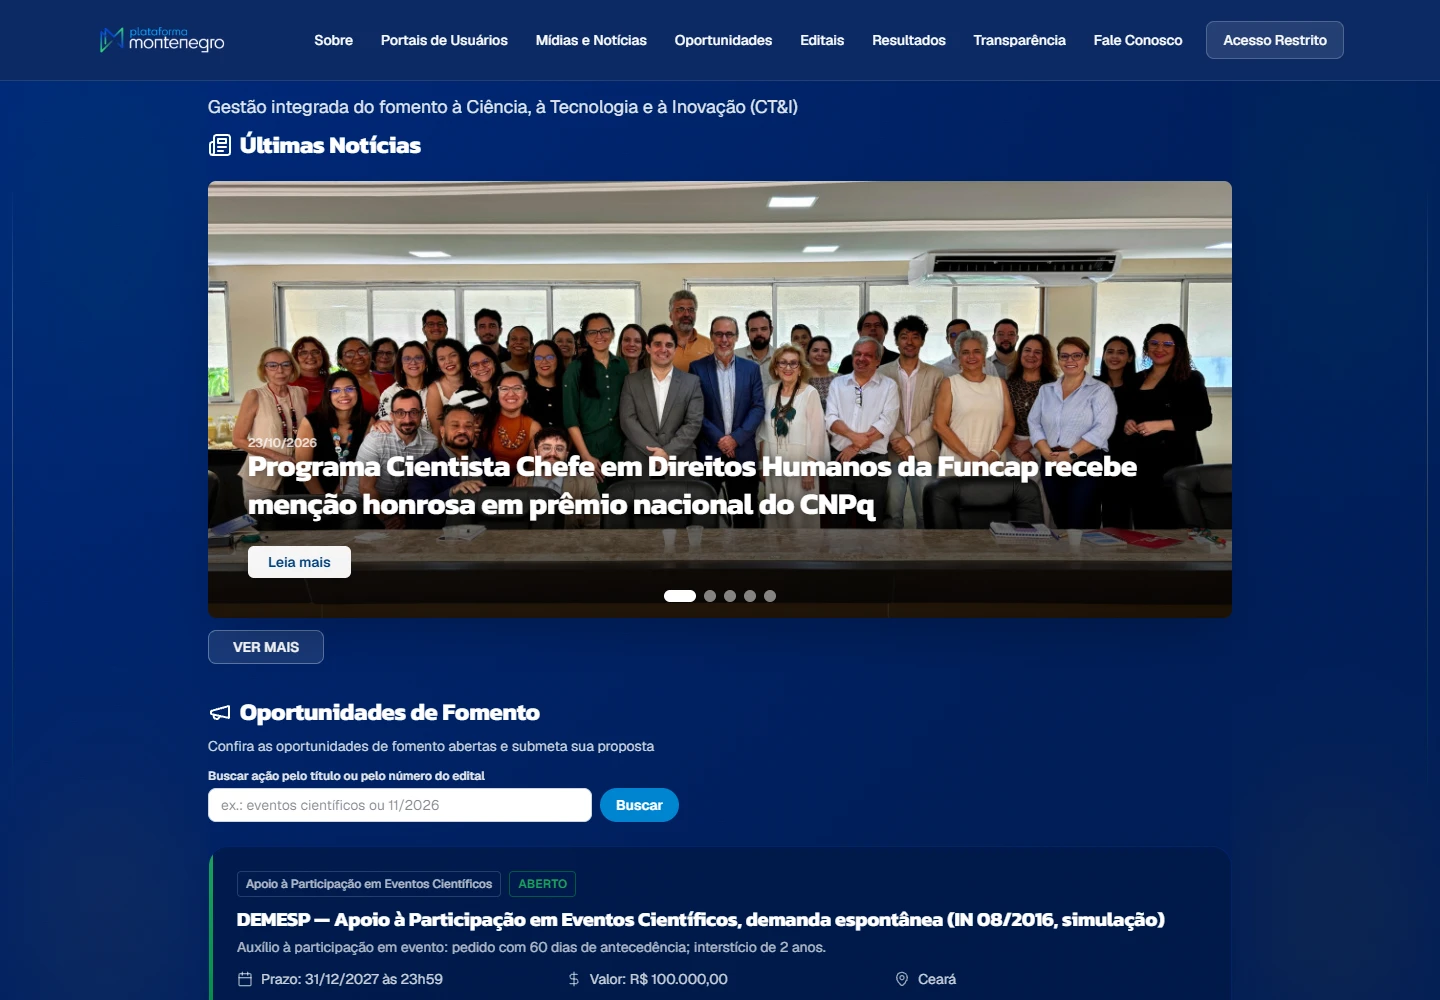 plataforma
montenegro
Sobre
Portais de Usuários
Mídias e Notícias
Oportunidades
Editais
Resultados
Transparência
Fale Conosco
Acesso Restrito
Gestão integrada do fomento à Ciência, à Tecnologia e à Inovação (CT&I)
Últimas Notícias
23/10/2026
Programa Cientista Chefe em Direitos Humanos da Funcap recebe
menção honrosa em prêmio nacional do CNPq
Leia mais
VER MAIS
Oportunidades de Fomento
Confira as oportunidades de fomento abertas e submeta sua proposta
Buscar ação pelo título ou pelo número do edital
ex.: eventos científicos ou 11/2026
Buscar
Apoio à Participação em Eventos Científicos
ABERTO
DEMESP — Apoio à Participação em Eventos Científicos, demanda espontânea (IN 08/2016, simulação)
Auxílio à participação em evento: pedido com 60 dias de antecedência; interstício de 2 anos.
Prazo: 31/12/2027 às 23h59
Valor: R$ 100.000,00
Ceará